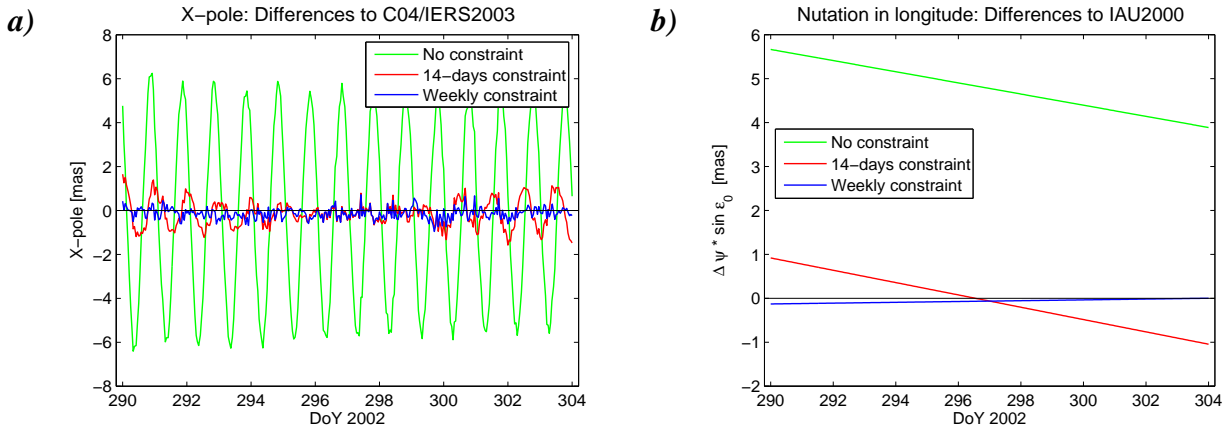 a)
X−pole: Differences to C04/IERS2003
8
6
4
2
0
−2
−4
−6
−8
X−pole [mas]
No constraint
14−days constraint
Weekly constraint
290 292 294 296 298 300 302 304
DoY 2002
b)
Nutation in longitude: Differences to IAU2000
6
5
4
3
2
1
0
−1
−2
Δ ψ * sin ε0 [mas]
No constraint
14−days constraint
Weekly constraint
290 292 294 296 298 300 302 304
DoY 2002